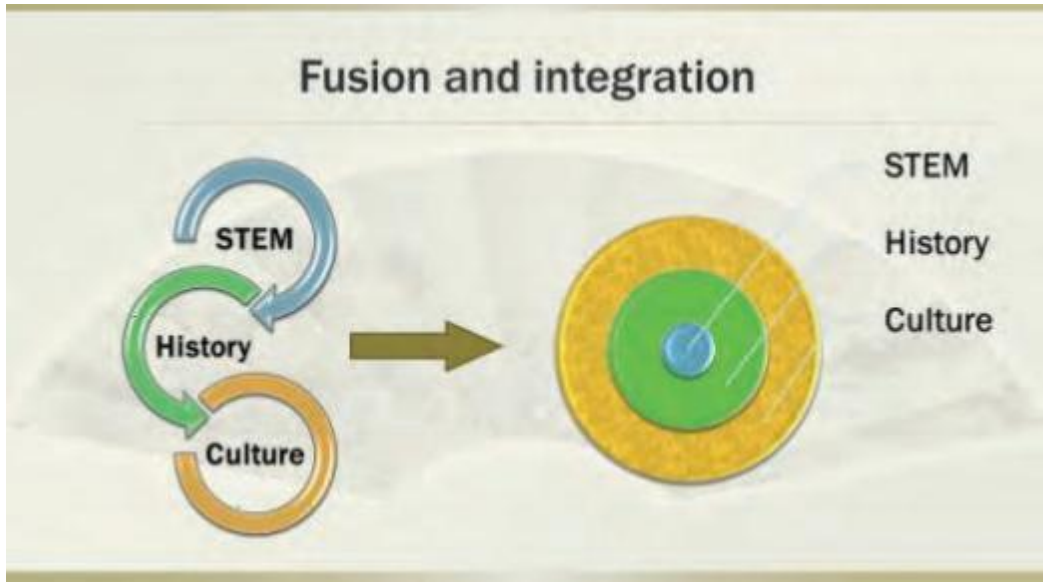 Fusion and integration
STEM
History
Culture
STEM
History
Culture